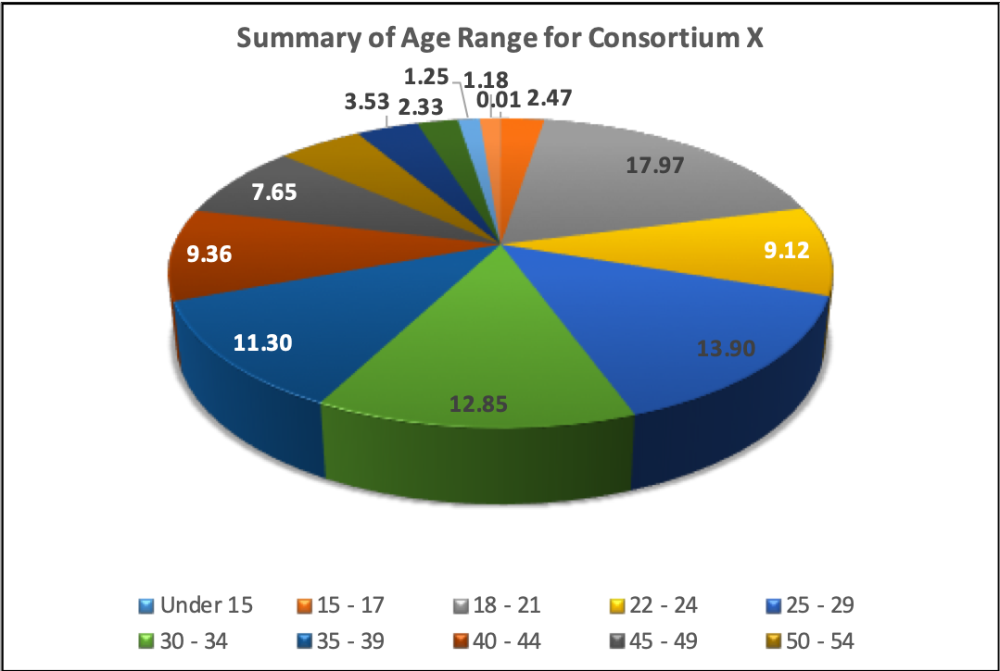 Summary of Age Range for Consortium X
1.25 1.18
3.53 2.33 0.01 2.47
17.97
7.65
9.36 9.12
11.30 13.90
12.85
Under 15 15 - 17 18 - 21 22 - 24 25 - 29
30 - 34 35 - 39 40 - 44 45 - 49 50 - 54